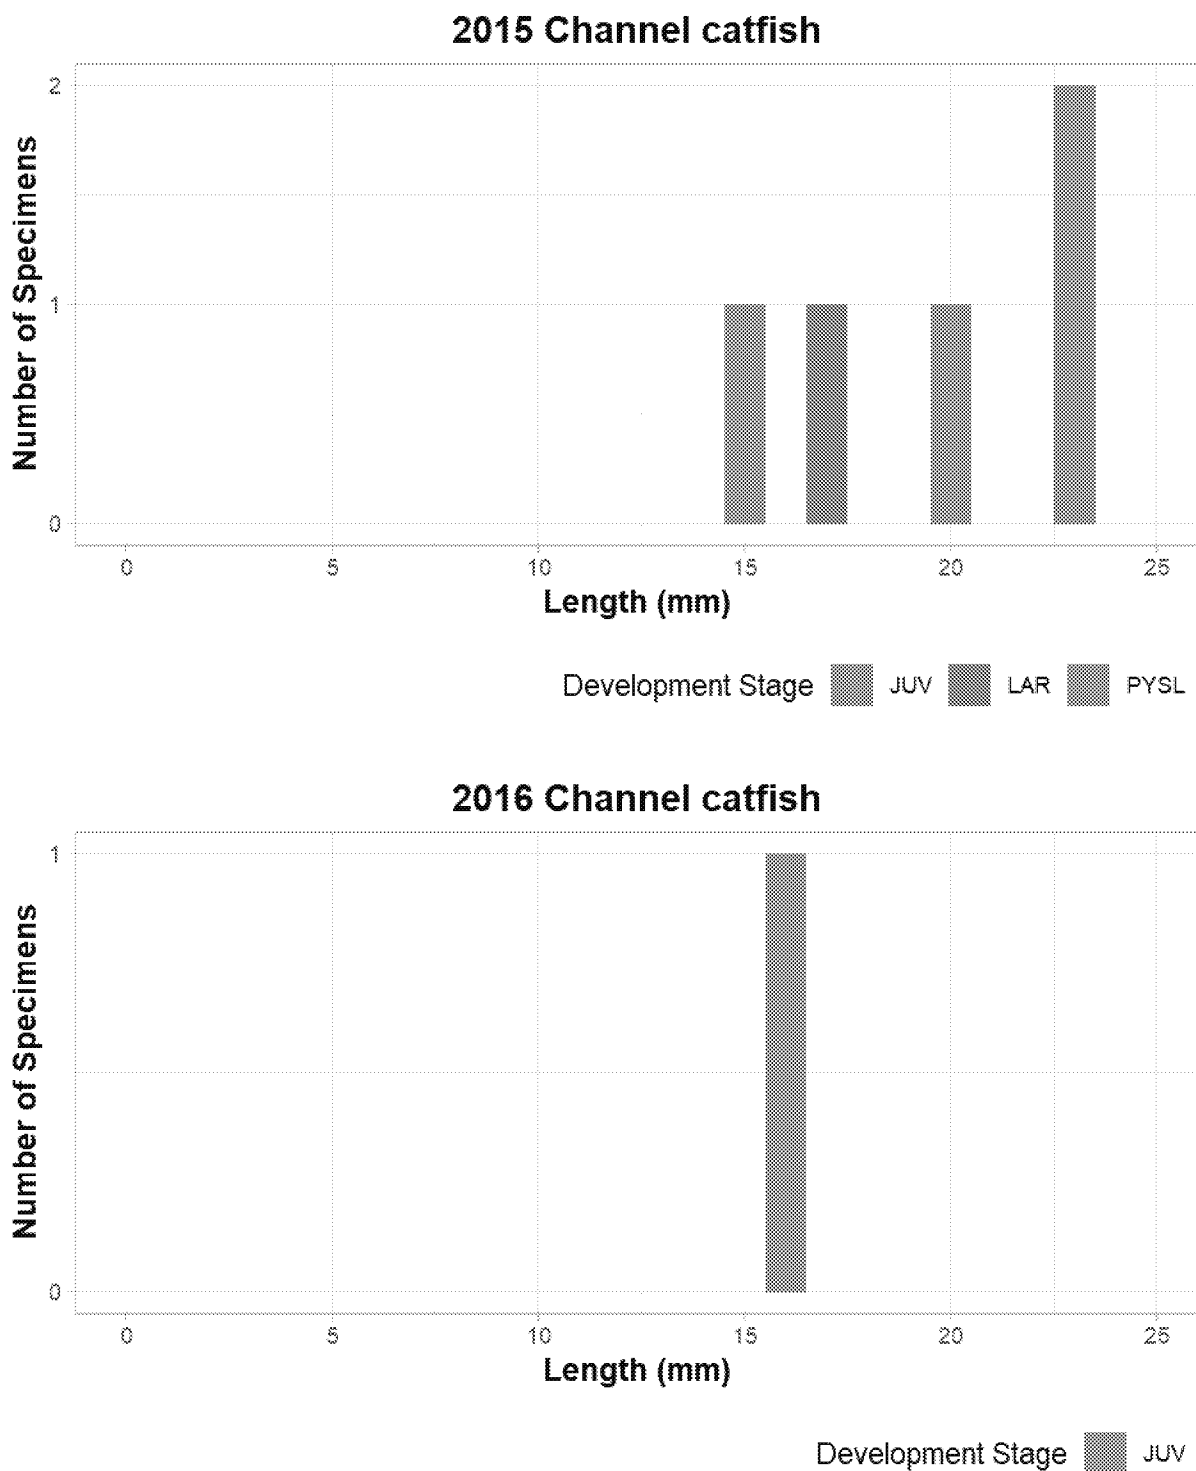 2015 Channel catfish
Number of Specimens
2
1
0
0 5 10 15 20 25
Length (mm)
Development Stage JUV LAR PYSL
2016 Channel catfish
Number of Specimens
1
0
0 5 10 15 20 25
Length (mm)
Development Stage JUV